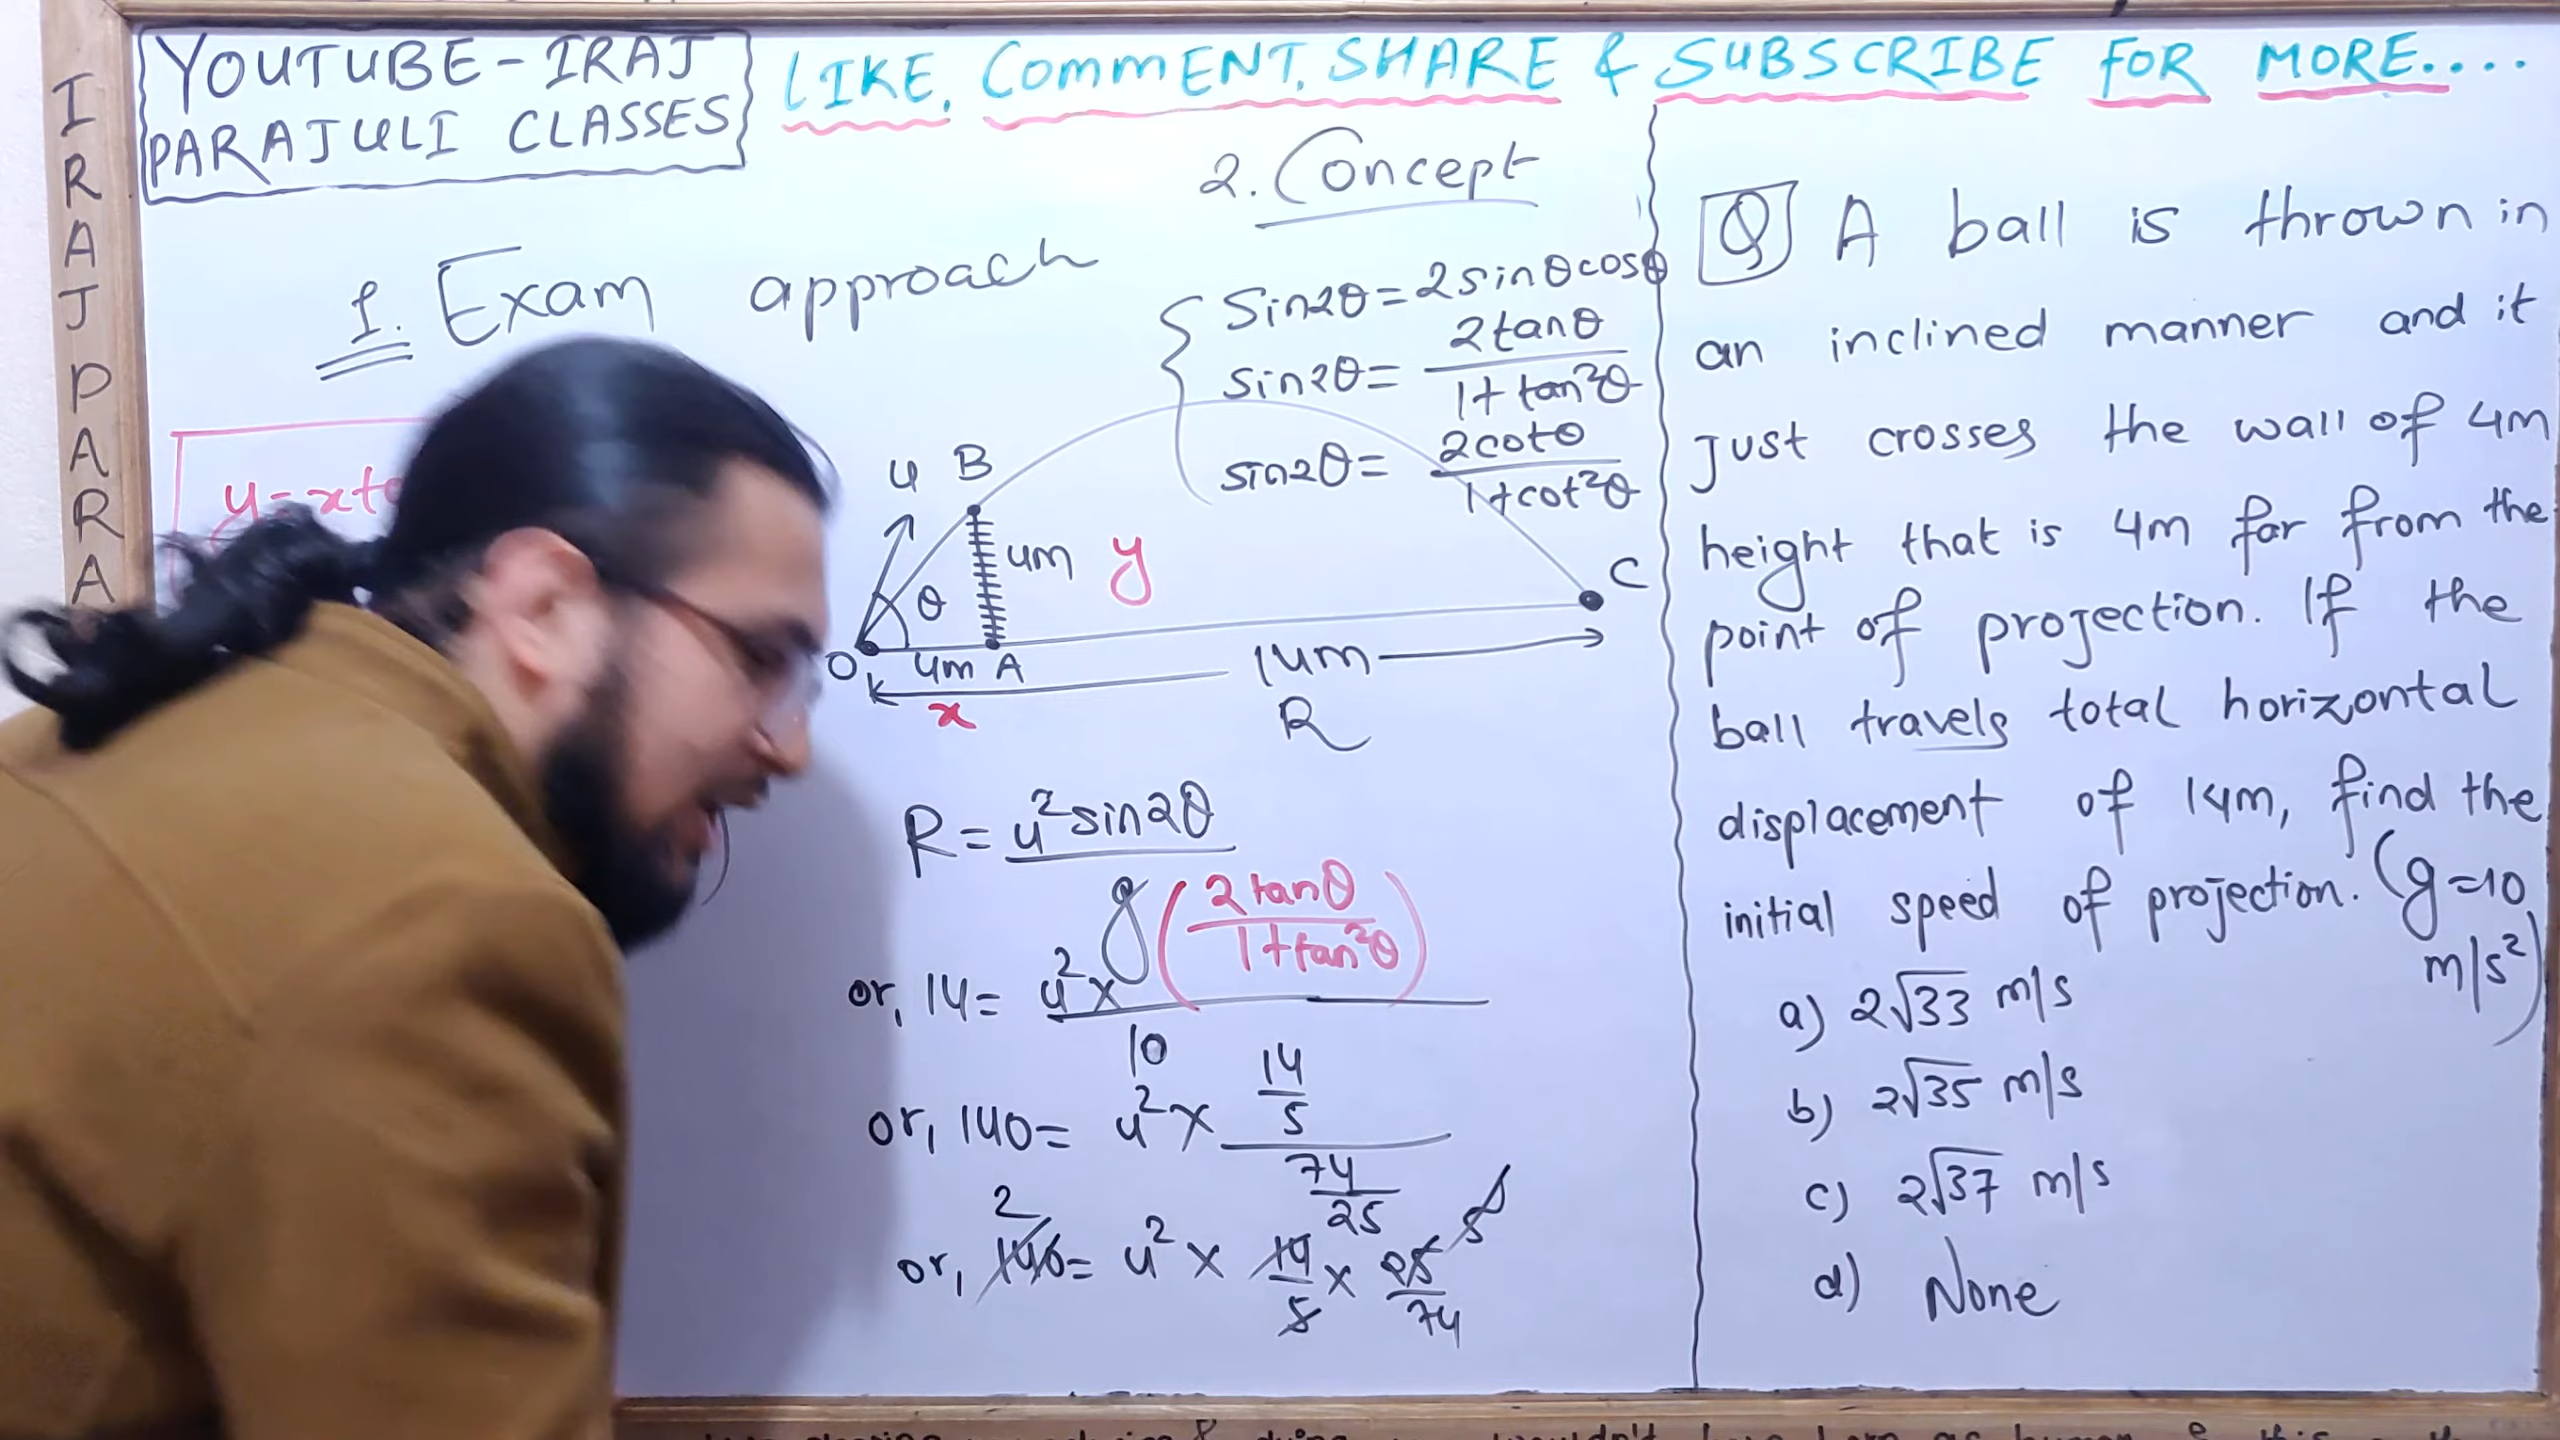 YOUTUBE-IRAJ
PARAJULI CLASSES
LIKE, COMMENT, SHARE & SUBSCRIBE FOR MORE....
IRAJ PARA
2. Concept
1. Exam approach
Sin2θ = 2sinθcosθ
sin2θ = 2tanθ / 1+tan²θ
sin2θ = 2cotθ / 1+cot²θ
u B
4m y
θ
C
O 4m A
14m
x
R
R = u²sin2θ / g
or, 14 = u² × (2tanθ / 1+tan²θ) / 10
or, 140 = u² × 14/5 / 74/25
2 5
or, 140 = u² × 14/5 × 25/74
Q A ball is thrown in
an inclined manner and it
just crosses the wall of 4m
height that is 4m far from the
point of projection. If the
ball travels total horizontal
displacement of 14m, find the
initial speed of projection. (g=10
m/s²)
a) 2√33 m/s
b) 2√35 m/s
c) 2√37 m/s
d) None